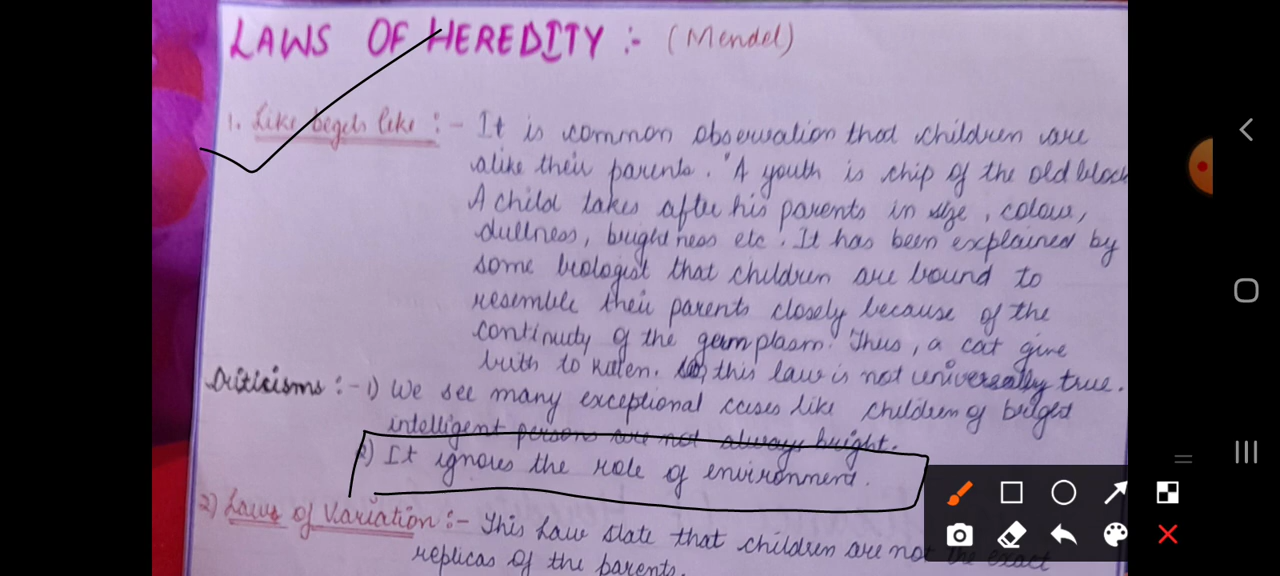 LAWS OF HEREDITY :- (Mendel)
1. Like begets like :- It is common observation that children are
alike their parents. "A youth is chip of the old block
A child takes after his parents in size, colour,
dullness, brightness etc. It has been explained by
some biologist that children are bound to
resemble their parents closely because of the
continudy of the germplasm. Thus, a cat give
birth to kitten. So, this law is not universally true.
Criticisms :- 1) We see many exceptional cases like children of bright
intelligent persons are not always bright.
2) It ignores the role of environment.
2) Laws of Variation :- This Law state that children are not the exact
replicas of the parents.